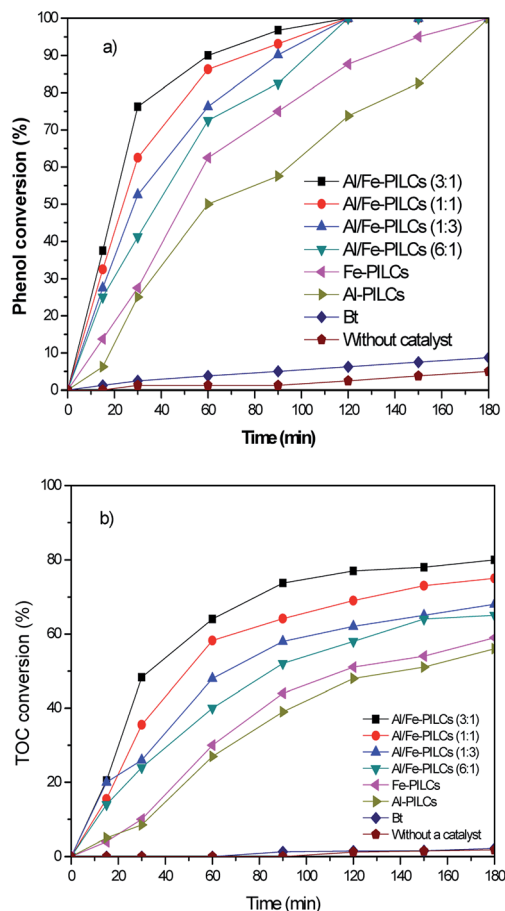 a)
Phenol conversion (%)
100
90
80
70
60
50
40
30
20
10
0
Al/Fe-PILCs (3:1)
Al/Fe-PILCs (1:1)
Al/Fe-PILCs (1:3)
Al/Fe-PILCs (6:1)
Fe-PILCs
Al-PILCs
Bt
Without catalyst
0 20 40 60 80 100 120 140 160 180
Time (min)
b)
TOC conversion (%)
100
80
60
40
20
0
Al/Fe-PILCs (3:1)
Al/Fe-PILCs (1:1)
Al/Fe-PILCs (1:3)
Al/Fe-PILCs (6:1)
Fe-PILCs
Al-PILCs
Bt
Without a catalyst
0 20 40 60 80 100 120 140 160 180
Time (min)